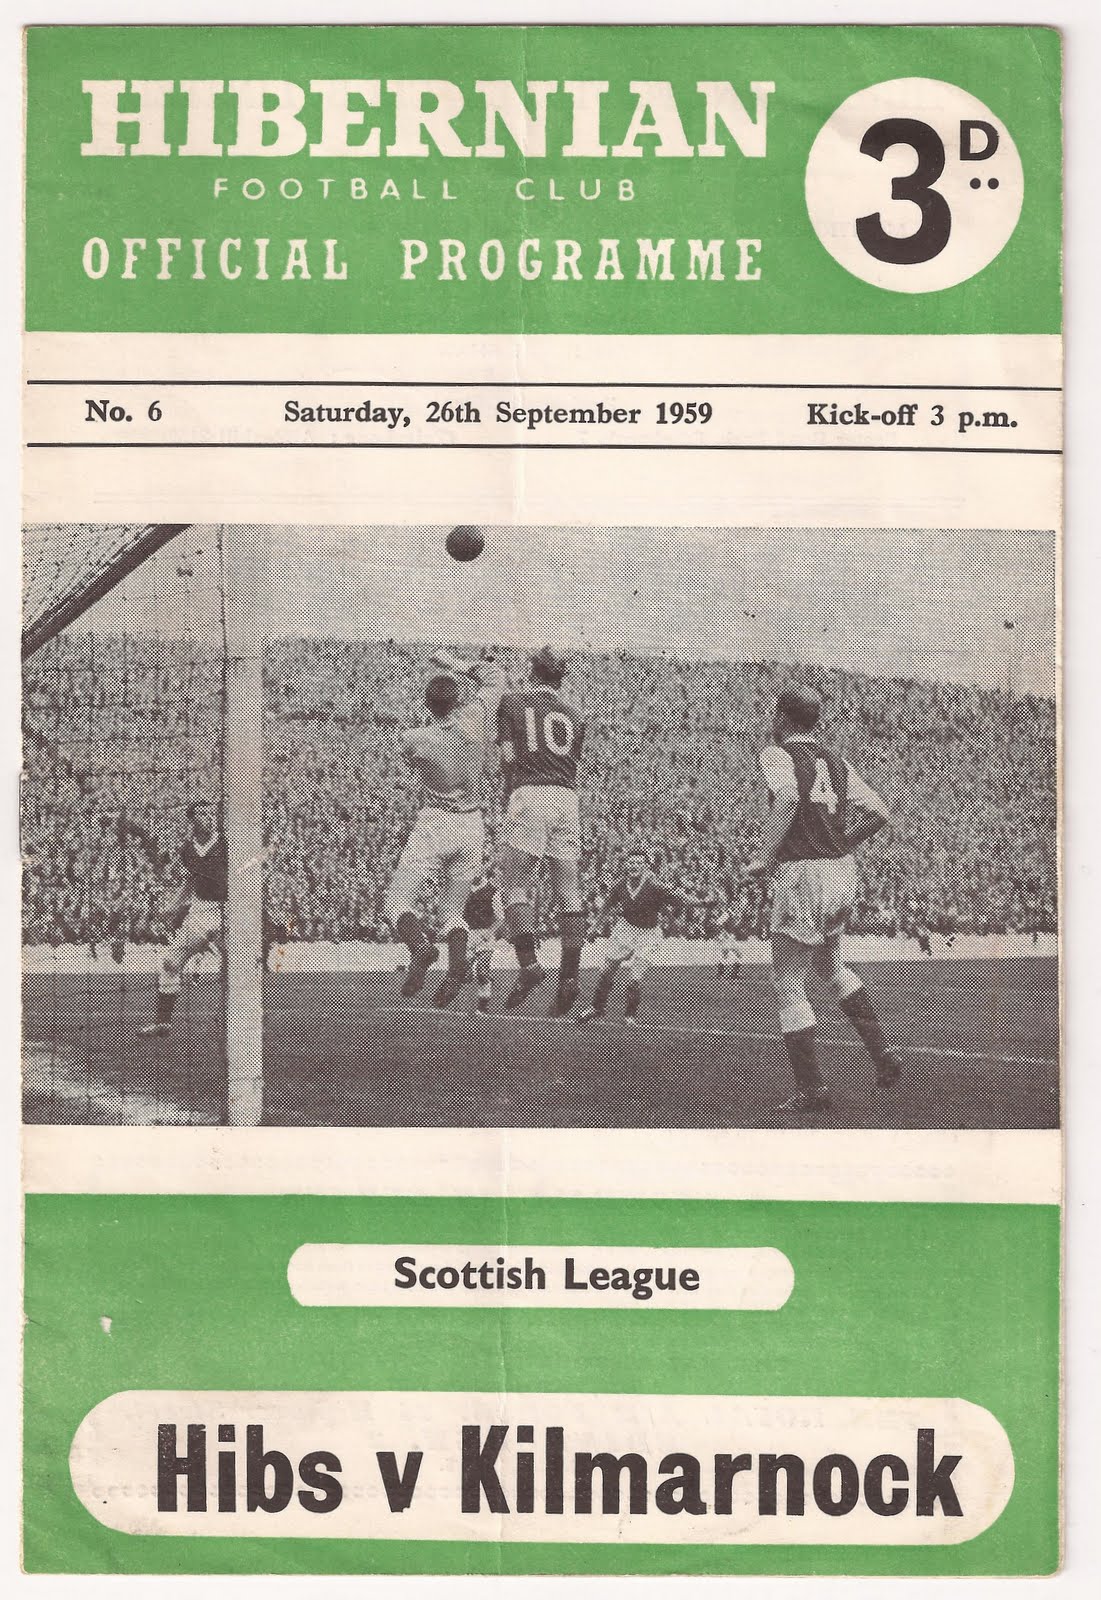 HIBERNIAN
FOOTBALL CLUB
OFFICIAL PROGRAMME
3D..
No. 6 Saturday, 26th September 1959 Kick-off 3 p.m.
10
4
Scottish League
Hibs v Kilmarnock